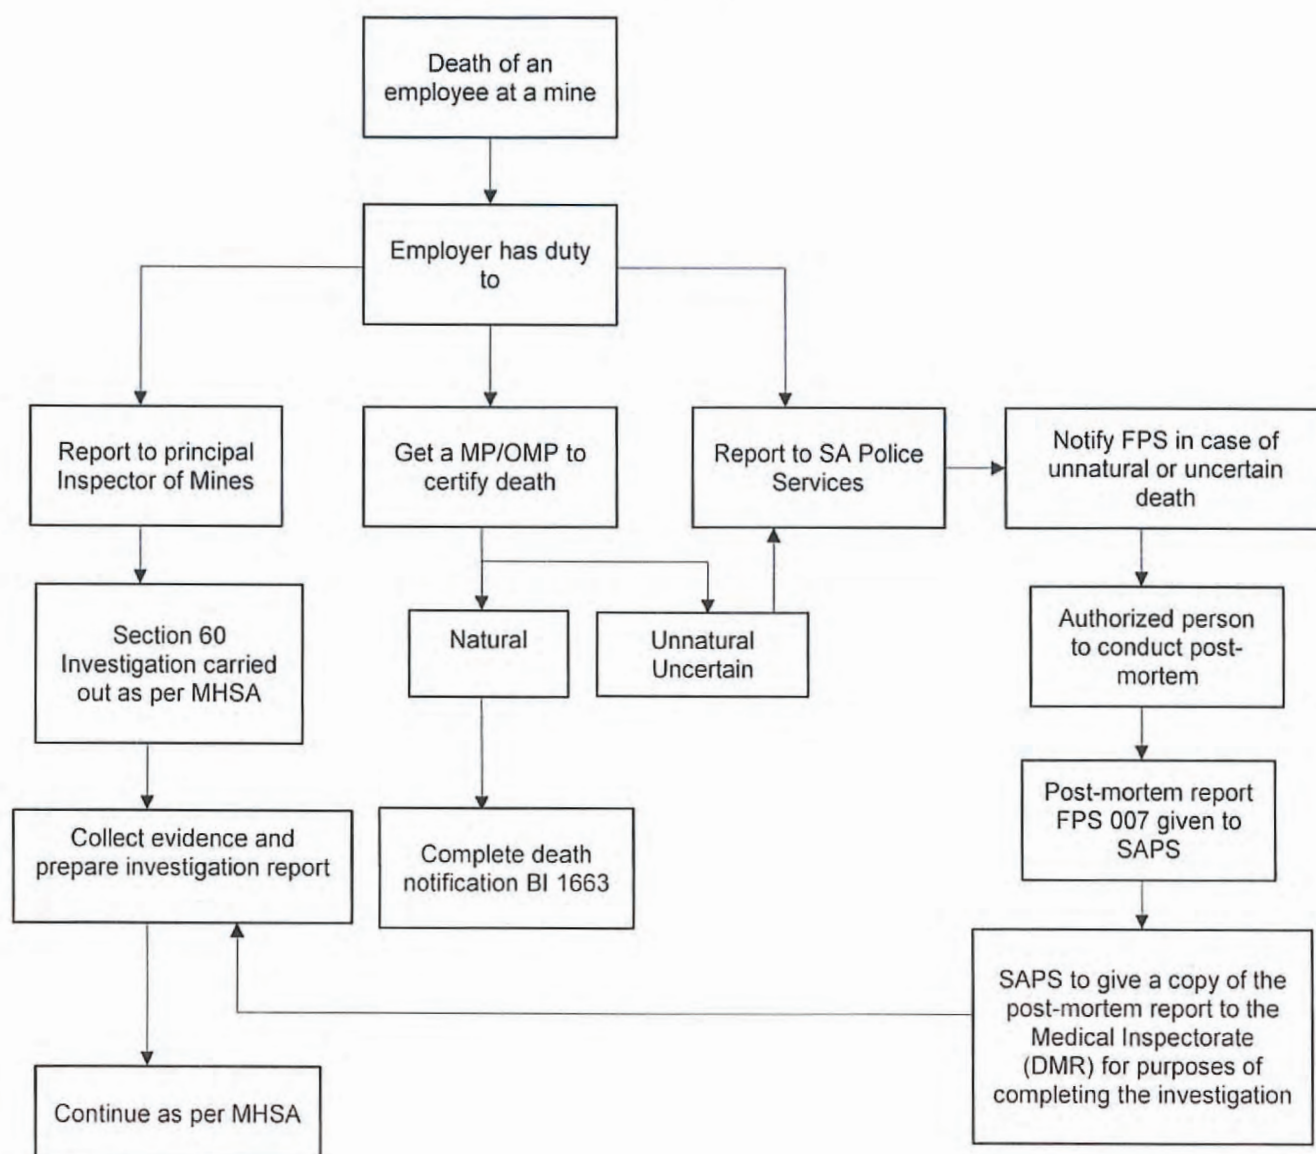 Death of an
employee at a mine
Employer has duty
to
Report to principal
Inspector of Mines
Get a MP/OMP to
certify death
Report to SA Police
Services
Notify FPS in case of
unnatural or uncertain
death
Section 60
Investigation carried
out as per MHSA
Natural
Unnatural
Uncertain
Authorized person
to conduct post-
mortem
Collect evidence and
prepare investigation report
Complete death
notification BI 1663
Post-mortem report
FPS 007 given to
SAPS
SAPS to give a copy of the
post-mortem report to the
Medical Inspectorate
(DMR) for purposes of
completing the investigation
Continue as per MHSA